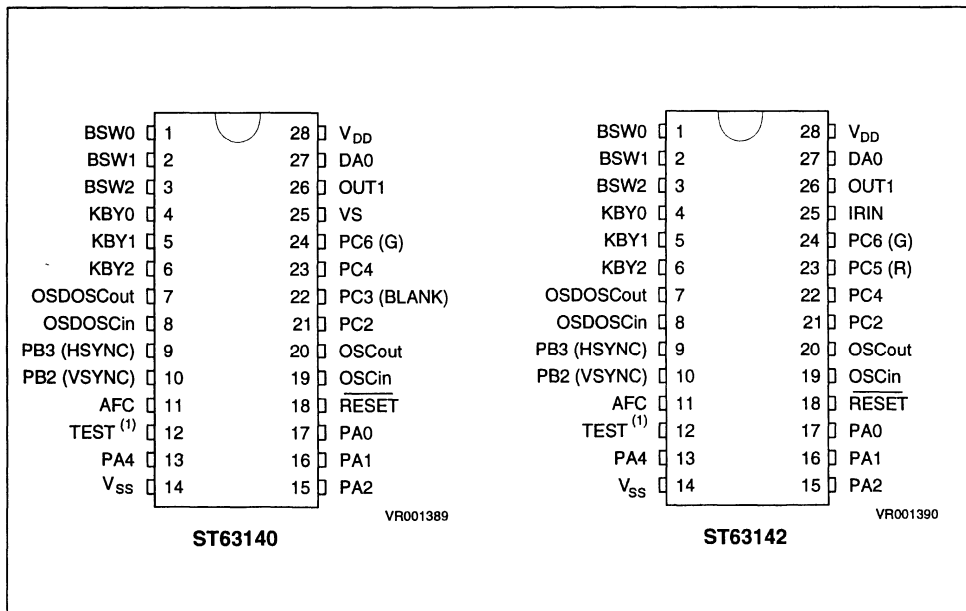 BSW0 1 28 VDD
BSW1 2 27 DA0
BSW2 3 26 OUT1
KBY0 4 25 VS
KBY1 5 24 PC6 (G)
KBY2 6 23 PC4
OSDOSCout 7 22 PC3 (BLANK)
OSDOSCin 8 21 PC2
PB3 (HSYNC) 9 20 OSCout
PB2 (VSYNC) 10 19 OSCin
AFC 11 18 RESET
TEST (1) 12 17 PA0
PA4 13 16 PA1
VSS 14 15 PA2
VR001389
ST63140
BSW0 1 28 VDD
BSW1 2 27 DA0
BSW2 3 26 OUT1
KBY0 4 25 IRIN
KBY1 5 24 PC6 (G)
KBY2 6 23 PC5 (R)
OSDOSCout 7 22 PC4
OSDOSCin 8 21 PC2
PB3 (HSYNC) 9 20 OSCout
PB2 (VSYNC) 10 19 OSCin
AFC 11 18 RESET
TEST (1) 12 17 PA0
PA4 13 16 PA1
VSS 14 15 PA2
VR001390
ST63142